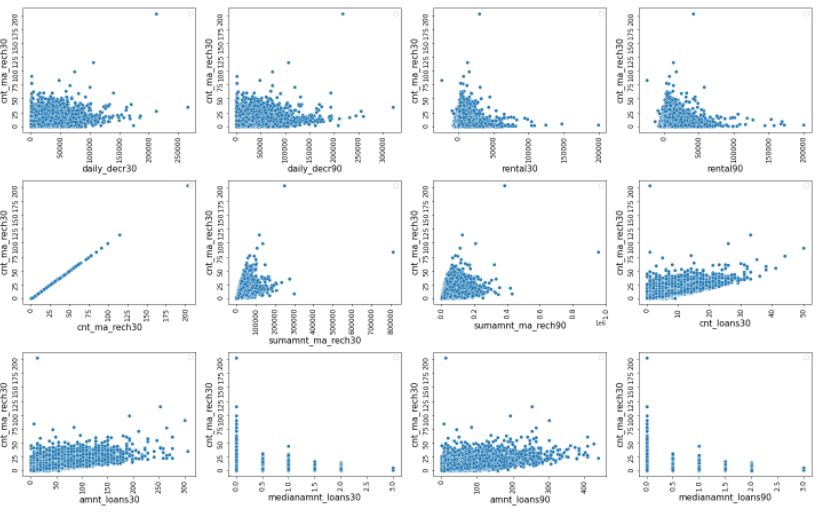 cnt_ma_rech30 0 25 50 75 100 125 150 175 200
0 50000 100000 150000 200000 250000
daily_decr30
cnt_ma_rech30 0 25 50 75 100 125 150 175 200
0 50000 100000 150000 200000 250000 300000
daily_decr90
cnt_ma_rech30 0 25 50 75 100 125 150 175 200
0 50000 100000 150000 200000
rental30
cnt_ma_rech30 0 25 50 75 100 125 150 175 200
0 50000 100000 150000 200000
rental90
cnt_ma_rech30 0 25 50 75 100 125 150 175 200
0 25 50 75 100 125 150 175 200
cnt_ma_rech30
cnt_ma_rech30 0 25 50 75 100 125 150 175 200
0 100000 200000 300000 400000 500000 600000 700000 800000
sumamnt_ma_rech30
cnt_ma_rech30 0 25 50 75 100 125 150 175 200
0.0 0.2 0.4 0.6 0.8 1.0
sumamnt_ma_rech90
1e6
cnt_ma_rech30 0 25 50 75 100 125 150 175 200
0 10 20 30 40 50
cnt_loans30
cnt_ma_rech30 0 25 50 75 100 125 150 175 200
0 50 100 150 200 250 300
amnt_loans30
cnt_ma_rech30 0 25 50 75 100 125 150 175 200
0.0 0.5 1.0 1.5 2.0 2.5 3.0
medianamnt_loans30
cnt_ma_rech30 0 25 50 75 100 125 150 175 200
0 100 200 300 400
amnt_loans90
cnt_ma_rech30 0 25 50 75 100 125 150 175 200
0.0 0.5 1.0 1.5 2.0 2.5 3.0
medianamnt_loans90